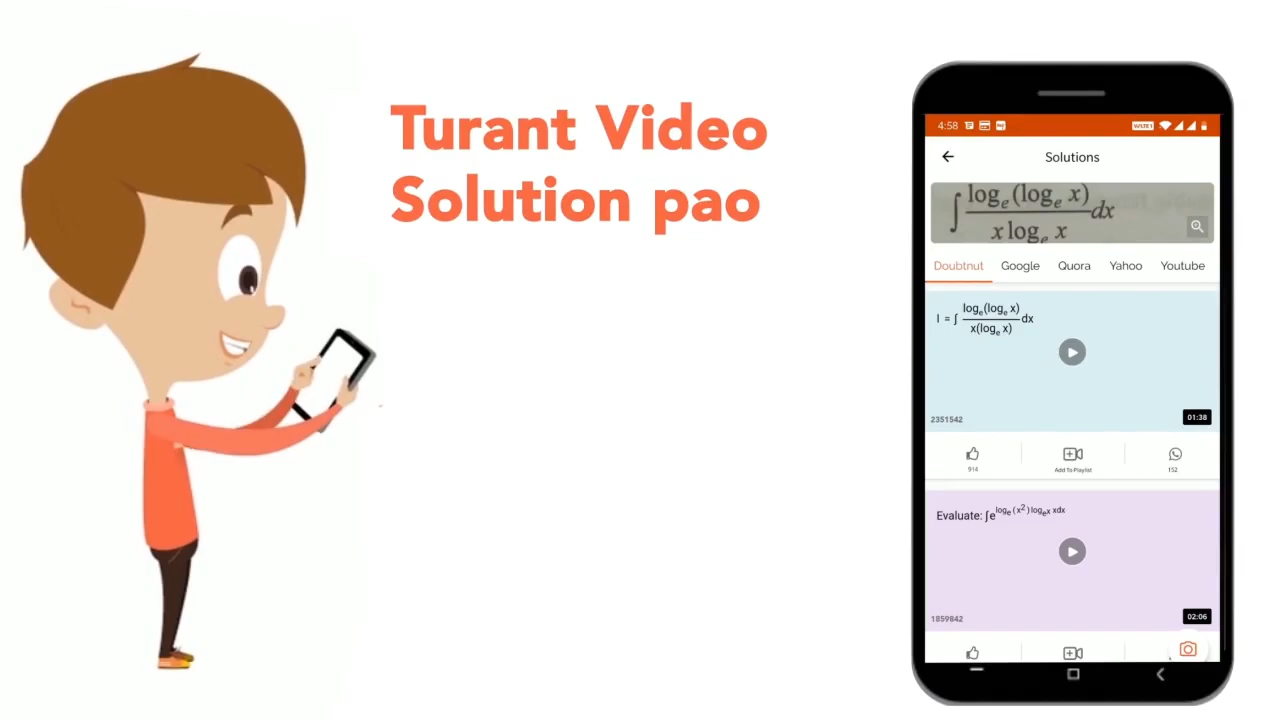 Turant Video
Solution pao
4:58
Solutions
∫ logₑ (logₑ x) / x logₑ x dx
Doubtnut Google Quora Yahoo Youtube
I = ∫ logₑ(logₑ x) / x(logₑ x) dx
2351542 01:38
914 Add To Playlist 152
Evaluate: ∫e^logₑ(x²)logₑx xdx
1859842 02:06